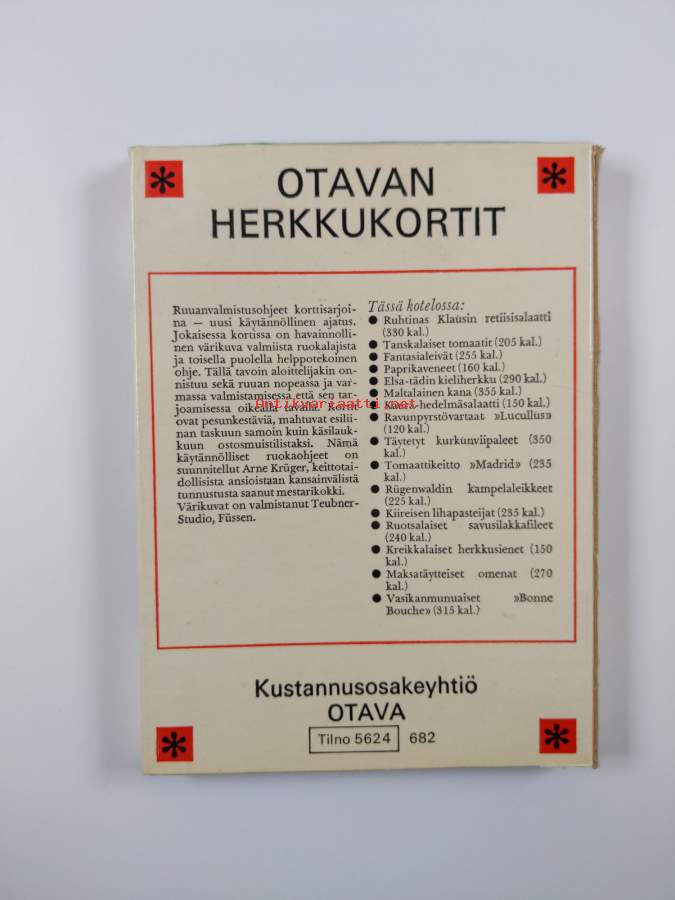 OTAVAN
HERKKUKORTIT
Ruuanvalmistusohjeet korttisarjoi-
na — uusi käytännöllinen ajatus.
Jokaisessa kortissa on havainnolli-
nen värikuva valmiista ruokalajista
ja toisella puolella helppotekoinen
ohje. Tällä tavoin aloittelijakin on-
nistuu sekä ruuan nopeassa ja var-
massa valmistamisessa että sen tar-
joamisessa oikealla tavalla. Kortit
ovat pesunkestäviä, mahtuvat esilii-
nan taskuun samoin kuin käsilauk-
kuun ostosmuistilistaksi. Nämä
käytännölliset ruokaohjeet on
suunnitellut Arne Krüger, keittotai-
dollisista ansioistaan kansainvälistä
tunnustusta saanut mestarikokki.
Värikuvat on valmistanut Teubner-
Studio, Füssen.
Tässä kotelossa:
● Ruhtinas Klausin retiisisalaatti
(330 kal.)
● Tanskalaiset tomaatit (205 kal.)
● Fantasialeivät (255 kal.)
● Paprikaveneet (160 kal.)
● Elsa-tädin kieliherkku (290 kal.)
● Maltalainen kana (355 kal.)
● Kaura-hedelmäsalaatti (150 kal.)
● Ravunpyrstövartaat »Lucullus»
(120 kal.)
● Täytetyt kurkunviipaleet (350
kal.)
● Tomaattikeitto »Madrid» (235
kal.)
● Rügenwaldin kampelaleikkeet
(225 kal.)
● Kiireisen lihapasteijat (235 kal.)
● Ruotsalaiset savusilakkafileet
(240 kal.)
● Kreikkalaiset herkkusienet (150
kal.)
● Maksatäytteiset omenat (270
kal.)
● Vasikanmunuaiset »Bonne
Bouche» (315 kal.)
antikvariaatti.net
Kustannusosakeyhtiö
OTAVA
Tilno 5624 682